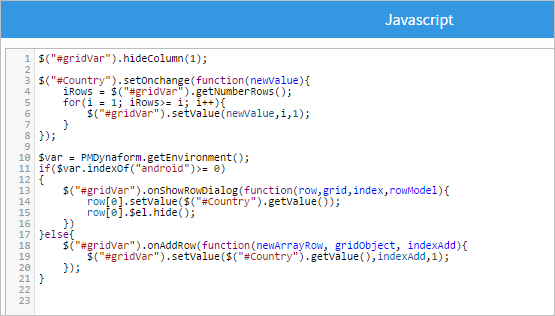 Javascript
1 $("#gridVar").hideColumn(1);
2
3 $("#Country").setOnchange(function(newValue){
4     iRows = $("#gridVar").getNumberRows();
5     for(i = 1; iRows>= i; i++){
6         $("#gridVar").setValue(newValue,i,1);
7     }
8 });
9
10 $var = PMDynaform.getEnvironment();
11 if($var.indexOf("android")>= 0)
12 {
13     $("#gridVar").onShowRowDialog(function(row,grid,index,rowModel){
14         row[0].setValue($("#Country").getValue());
15         row[0].$el.hide();
16     })
17 }else{
18     $("#gridVar").onAddRow(function(newArrayRow, gridObject, indexAdd){
19         $("#gridVar").setValue($("#Country").getValue(),indexAdd,1);
20     });
21 }
22
23